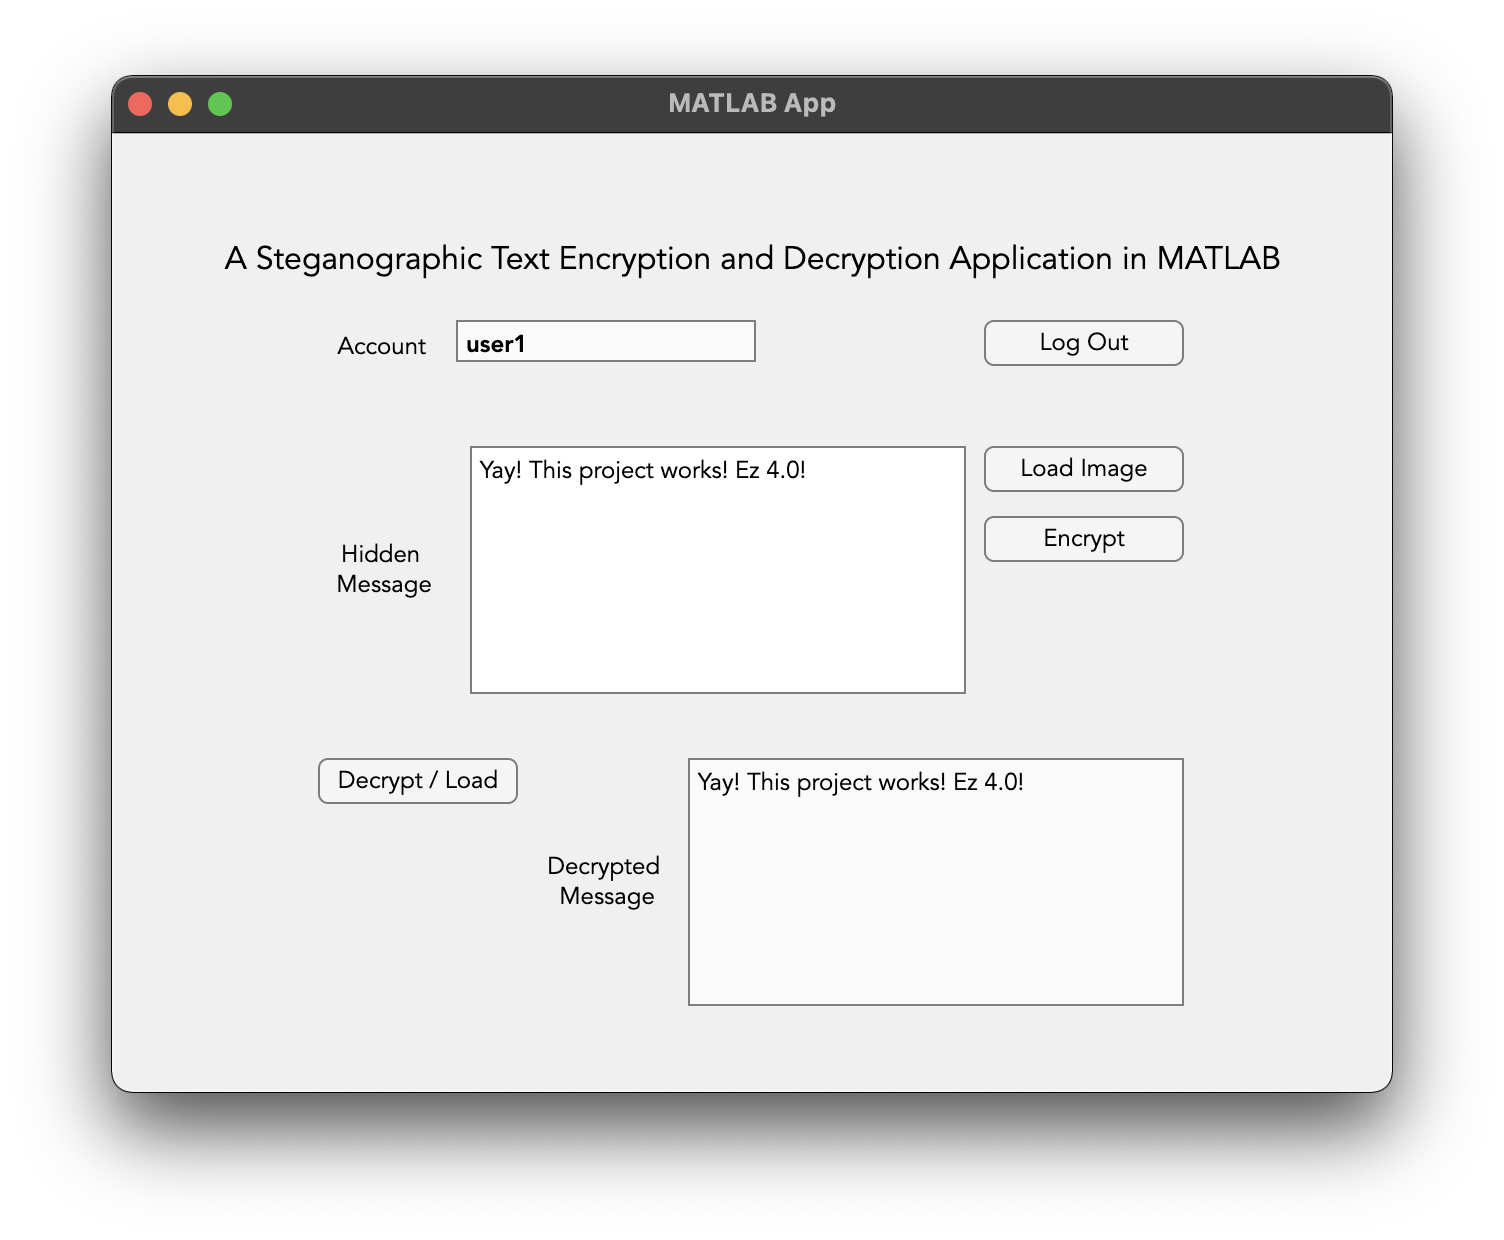 MATLAB App
A Steganographic Text Encryption and Decryption Application in MATLAB
Account
user1
Log Out
Hidden
Message
Yay! This project works! Ez 4.0!
Load Image
Encrypt
Decrypt / Load
Decrypted
Message
Yay! This project works! Ez 4.0!